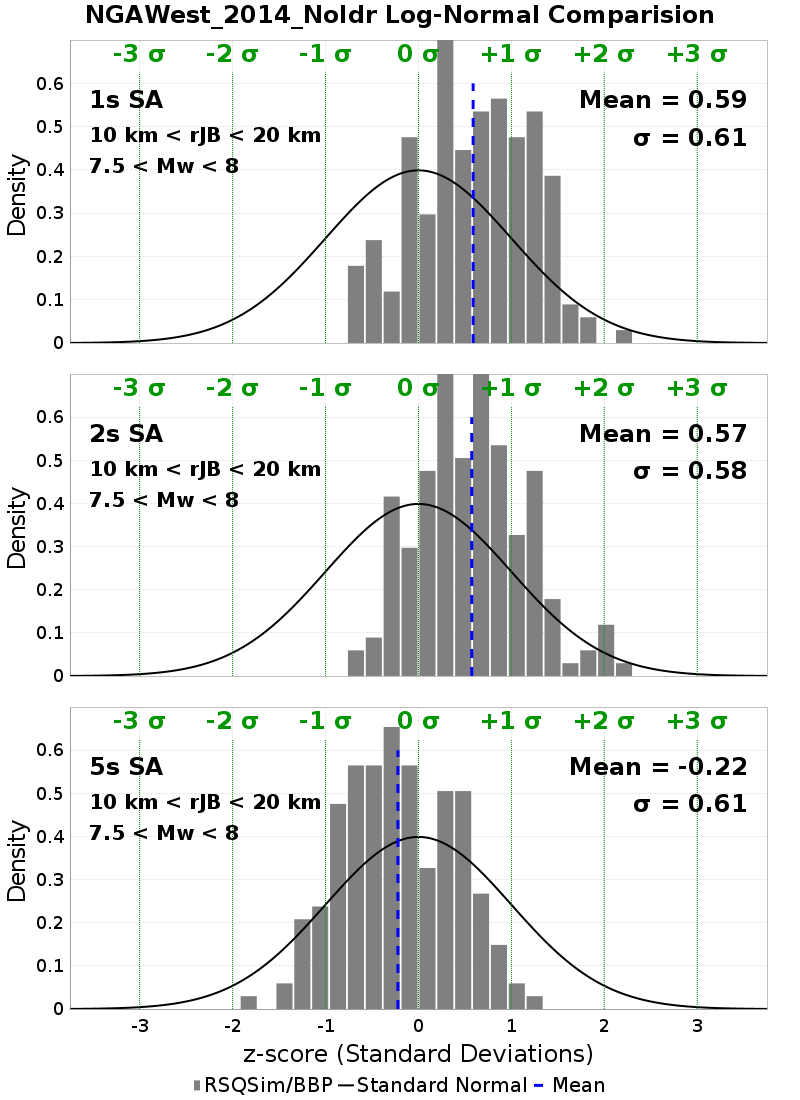 NGAWest_2014_NoIdr Log-Normal Comparision
-3 σ -2 σ -1 σ 0 σ +1 σ +2 σ +3 σ
1s SA
Mean = 0.59
10 km < rJB < 20 km
σ = 0.61
7.5 < Mw < 8
0.6
0.5
0.4
0.3
0.2
0.1
0
Density
-3 σ -2 σ -1 σ 0 σ +1 σ +2 σ +3 σ
2s SA
Mean = 0.57
10 km < rJB < 20 km
σ = 0.58
7.5 < Mw < 8
0.6
0.5
0.4
0.3
0.2
0.1
0
Density
-3 σ -2 σ -1 σ 0 σ +1 σ +2 σ +3 σ
5s SA
Mean = -0.22
10 km < rJB < 20 km
σ = 0.61
7.5 < Mw < 8
0.6
0.5
0.4
0.3
0.2
0.1
0
Density
-3 -2 -1 0 1 2 3
z-score (Standard Deviations)
RSQSim/BBP Standard Normal Mean